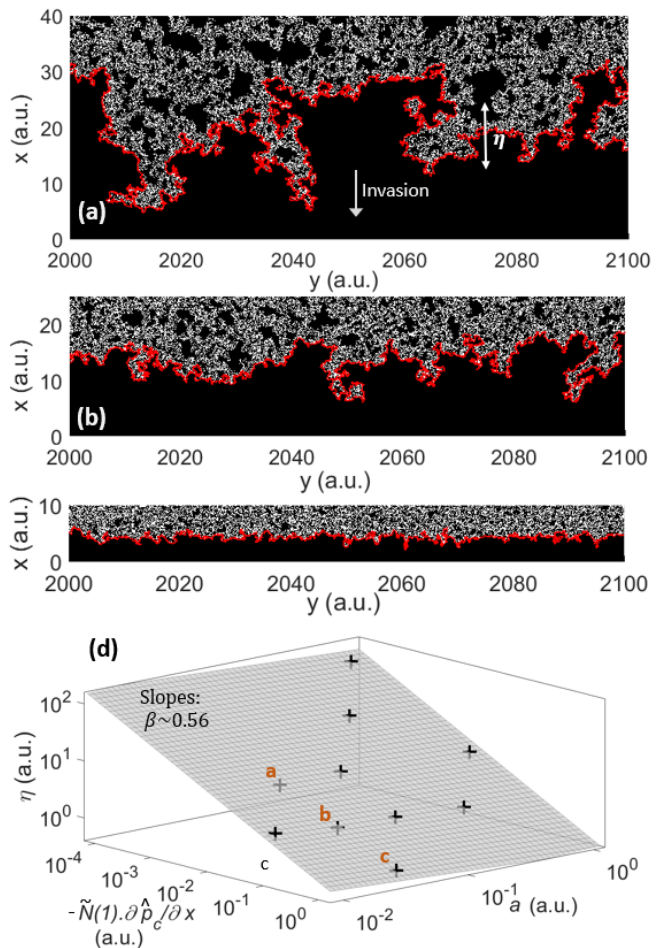 40
30
20
10
0
x (a.u.)
η
Invasion
(a)
2000 2020 2040 2060 2080 2100
y (a.u.)
20
10
0
x (a.u.)
(b)
2000 2020 2040 2060 2080 2100
y (a.u.)
10
0
x (a.u.)
2000 2020 2040 2060 2080 2100
y (a.u.)
(d)
Slopes:
β~0.56
10²
10¹
10⁰
η (a.u.)
a
b
c
c
10⁻⁴
10⁻³
10⁻²
10⁻¹
10⁰
-Ñ(1).∂p̂c/∂x
(a.u.)
10⁻²
10⁻¹
10⁰
a (a.u.)